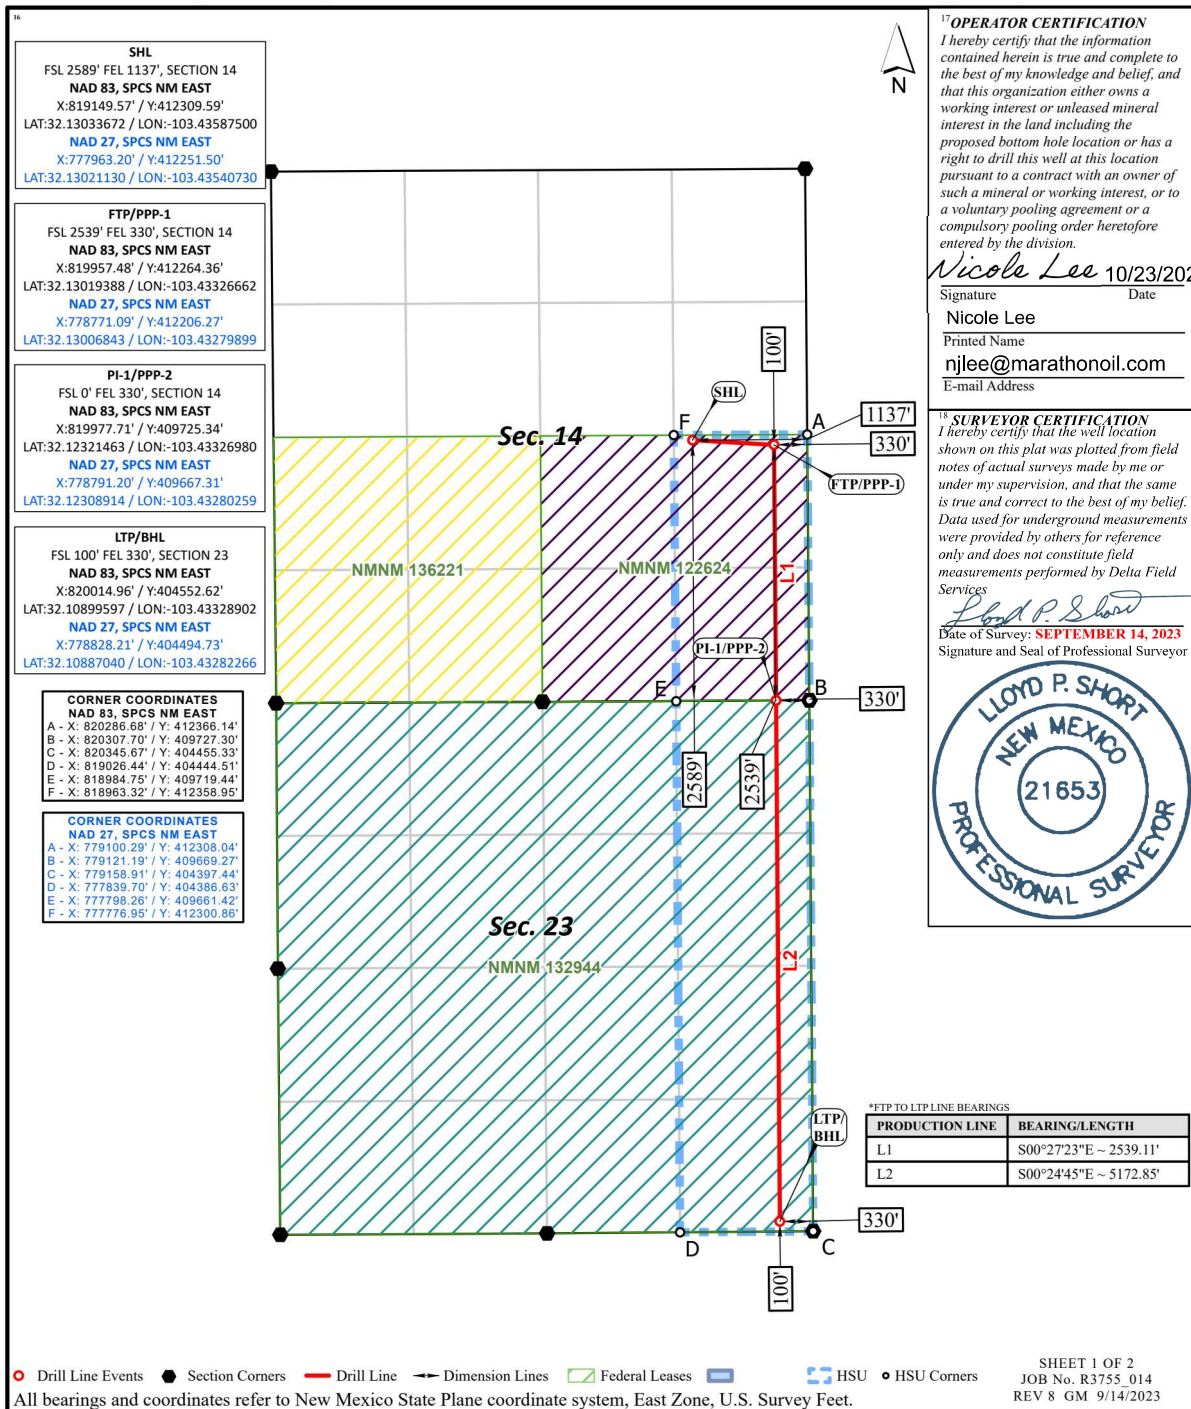 16
SHL
FSL 2589' FEL 1137', SECTION 14
NAD 83, SPCS NM EAST
X:819149.57' / Y:412309.59'
LAT:32.13033672 / LON:-103.43587500
NAD 27, SPCS NM EAST
X:777963.20' / Y:412251.50'
LAT:32.13021130 / LON:-103.43540730
FTP/PPP-1
FSL 2539' FEL 330', SECTION 14
NAD 83, SPCS NM EAST
X:819957.48' / Y:412264.36'
LAT:32.13019388 / LON:-103.43326662
NAD 27, SPCS NM EAST
X:778771.09' / Y:412206.27'
LAT:32.13006843 / LON:-103.43279899
PI-1/PPP-2
FSL 0' FEL 330', SECTION 14
NAD 83, SPCS NM EAST
X:819977.71' / Y:409725.34'
LAT:32.12321463 / LON:-103.43326980
NAD 27, SPCS NM EAST
X:778791.20' / Y:409667.31'
LAT:32.12308914 / LON:-103.43280259
LTP/BHL
FSL 100' FEL 330', SECTION 23
NAD 83, SPCS NM EAST
X:820014.96' / Y:404552.62'
LAT:32.10899597 / LON:-103.43328902
NAD 27, SPCS NM EAST
X:778828.21' / Y:404494.73'
LAT:32.10887040 / LON:-103.43282266
CORNER COORDINATES
NAD 83, SPCS NM EAST
A - X: 820286.68' / Y: 412366.14'
B - X: 820307.70' / Y: 409727.30'
C - X: 820345.67' / Y: 404455.33'
D - X: 819026.44' / Y: 404444.51'
E - X: 818984.75' / Y: 409719.44'
F - X: 818963.32' / Y: 412358.95'
CORNER COORDINATES
NAD 27, SPCS NM EAST
A - X: 779100.29' / Y: 412308.04'
B - X: 779121.19' / Y: 409669.27'
C - X: 779158.91' / Y: 404397.44'
D - X: 777839.70' / Y: 404386.63'
E - X: 777798.26' / Y: 409661.42'
F - X: 777776.95' / Y: 412300.86'
N
100'
SHL
F
A
1137'
Sec. 14
330'
FTP/PPP-1
NMNM 136221
NMNM 122624
L1
PI-1/PPP-2
E
B
330'
2589'
2539'
Sec. 23
NMNM 132944
L2
LTP/
BHL
330'
D
C
100'
17 OPERATOR CERTIFICATION
I hereby certify that the information
contained herein is true and complete to
the best of my knowledge and belief, and
that this organization either owns a
working interest or unleased mineral
interest in the land including the
proposed bottom hole location or has a
right to drill this well at this location
pursuant to a contract with an owner of
such a mineral or working interest, or to
a voluntary pooling agreement or a
compulsory pooling order heretofore
entered by the division.
Nicole Lee 10/23/202
Signature Date
Nicole Lee
Printed Name
njlee@marathonoil.com
E-mail Address
18 SURVEYOR CERTIFICATION
I hereby certify that the well location
shown on this plat was plotted from field
notes of actual surveys made by me or
under my supervision, and that the same
is true and correct to the best of my belief.
Data used for underground measurements
were provided by others for reference
only and does not constitute field
measurements performed by Delta Field
Services
Lloyd P. Short
Date of Survey: SEPTEMBER 14, 2023
Signature and Seal of Professional Surveyor
LLOYD P. SHORT
NEW MEXICO
21653
PROFESSIONAL SURVEYOR
*FTP TO LTP LINE BEARINGS
PRODUCTION LINE BEARING/LENGTH
L1 S00°27'23"E ~ 2539.11'
L2 S00°24'45"E ~ 5172.85'
Drill Line Events Section Corners Drill Line Dimension Lines Federal Leases HSU HSU Corners
All bearings and coordinates refer to New Mexico State Plane coordinate system, East Zone, U.S. Survey Feet.
SHEET 1 OF 2
JOB No. R3755_014
REV 8 GM 9/14/2023